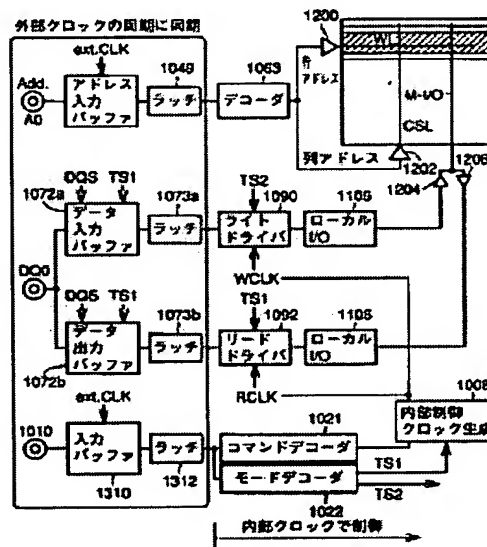 外部クロックの同期に同期
ext.CLK
Add.
A0
アドレス
入力
バッファ
1049
ラッチ
1063
デコーダ
1200
行
アドレス
WL
M-I/O
CSL
列アドレス
1202
1204
1206
DQS TS1
1072a
データ
入力
バッファ
1073a
ラッチ
TS2
1090
ライト
ドライバ
1106
ローカル
I/O
DQ0
WCLK
DQS TS1
データ
出力
バッファ
1072b
1073b
ラッチ
TS1
1092
リード
ドライバ
1106
ローカル
I/O
RCLK
1008
内部制御
クロック生成
ext.CLK
1010
入力
バッファ
1310
ラッチ
1312
1021
コマンドデコーダ
モードデコーダ
1022
TS1
TS2
内部クロックで制御